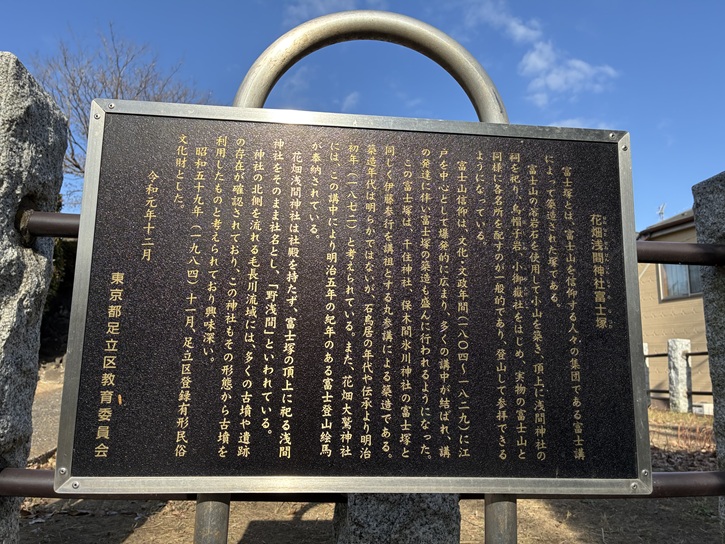 花畑浅間神社富士塚
富士塚とは、富士山を信仰する人々の集団である富士講
によって築造された塚である。
富士山の溶岩等を使用して小山を築き、頂上に浅間神社の
祠を祀り、烏帽子岩、小御嶽社をはじめ、実物の富士山と
同様に各名所を配すのが一般的であり、登山して参拝できる
ようになっている。
富士山信仰は、文化・文政年間（一八〇四～一八二九）に江
戸を中心として爆発的に広まり、多くの講中が結ばれ、講
の発達に伴い富士塚の築造も盛んに行われるようになった。
この富士塚は、千住神社、保木間氷川神社の富士塚と
同じく伊藤参行を講祖とする丸参講による築造である。
築造年代は明らかではないが、石鳥居の年代や伝承より明治
初年（一八七二）と考えられている。また、花畑大鷲神社
には、この講中により明治五年の紀年のある富士登山絵馬
が奉納されている。
花畑浅間神社は社殿を持たず、富士塚の頂上に祀る浅間
神社をそのまま社名とし、「野浅間」といわれている。
神社の北側を流れる毛長川流域には、多くの古墳や遺跡
の存在が確認されており、この神社もその形態から古墳を
利用したものと考えられており興味深い。
昭和五十九年（一九八四）十一月、足立区登録有形民俗
文化財とした。
令和元年十二月
東京都足立区教育委員会